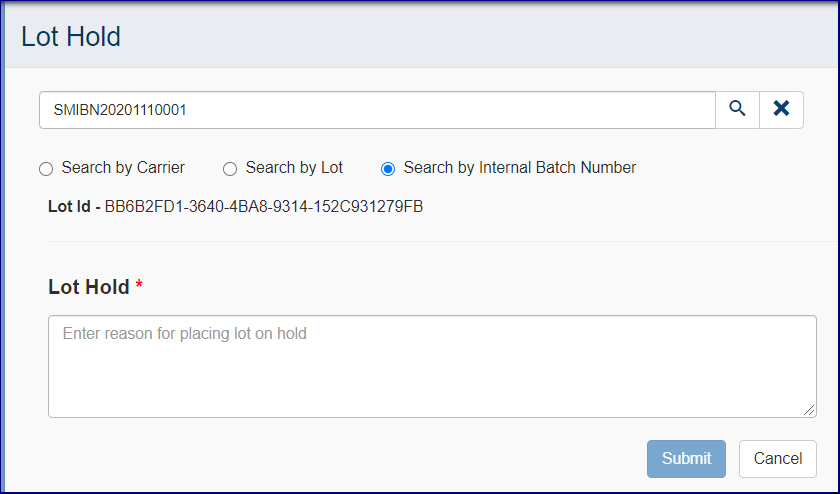 Lot Hold
SMIBN20201110001
Search by Carrier Search by Lot Search by Internal Batch Number
Lot Id - BB6B2FD1-3640-4BA8-9314-152C931279FB
Lot Hold *
Enter reason for placing lot on hold
Submit Cancel